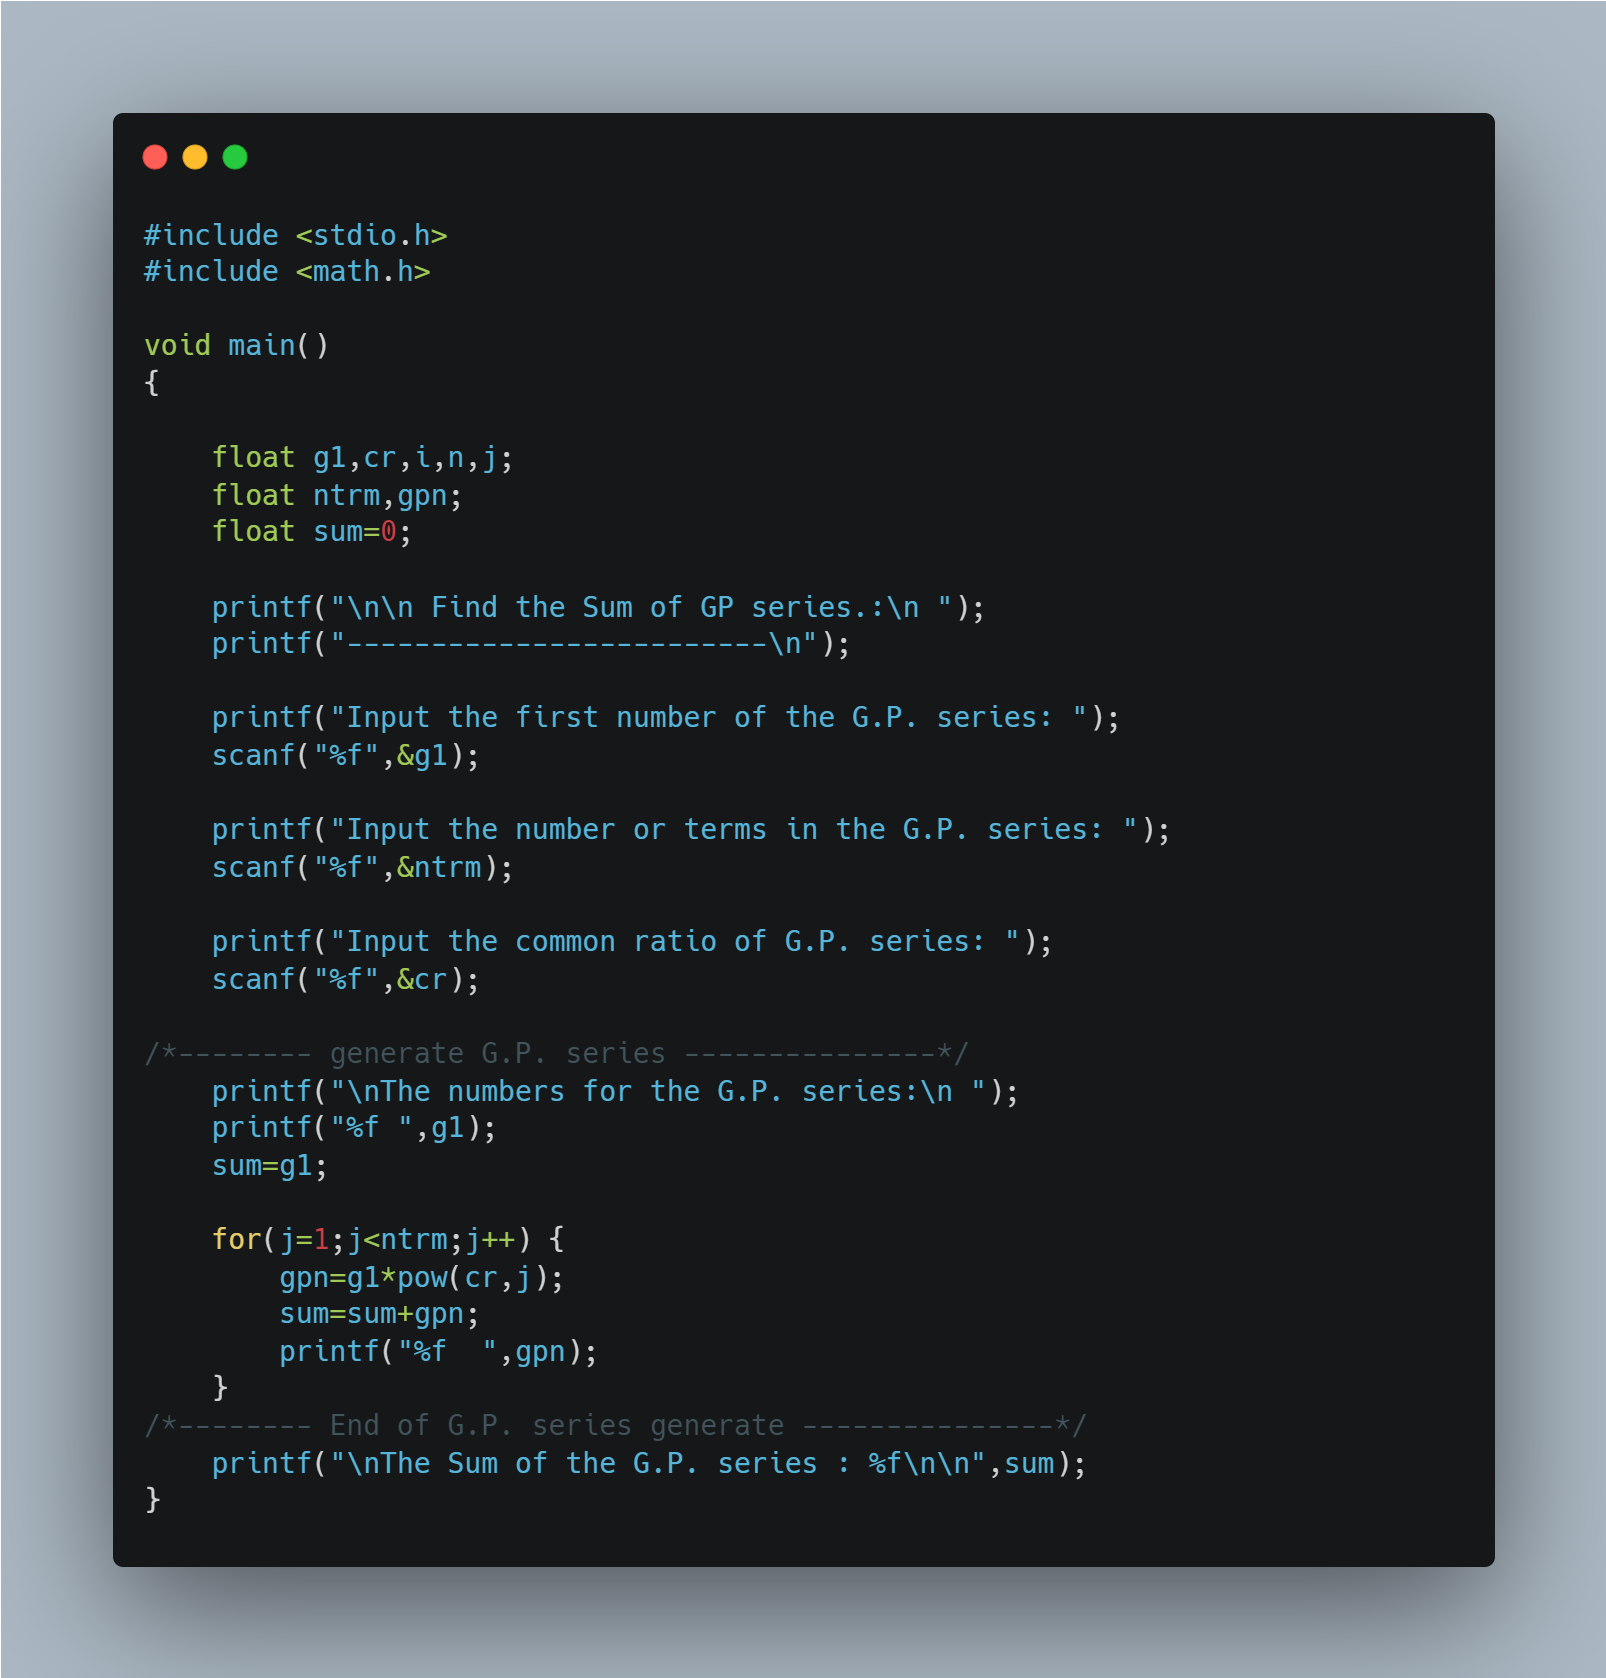 #include <stdio.h>
#include <math.h>
void main()
{
float g1,cr,i,n,j;
float ntrm,gpn;
float sum=0;
printf("\n\n Find the Sum of GP series.:\n ");
printf("-------------------------\n");
printf("Input the first number of the G.P. series: ");
scanf("%f",&g1);
printf("Input the number or terms in the G.P. series: ");
scanf("%f",&ntrm);
printf("Input the common ratio of G.P. series: ");
scanf("%f",&cr);
/*-------- generate G.P. series ---------------*/
printf("\nThe numbers for the G.P. series:\n ");
printf("%f ",g1);
sum=g1;
for(j=1;j<ntrm;j++) {
gpn=g1*pow(cr,j);
sum=sum+gpn;
printf("%f  ",gpn);
}
/*-------- End of G.P. series generate ---------------*/
printf("\nThe Sum of the G.P. series : %f\n\n",sum);
}